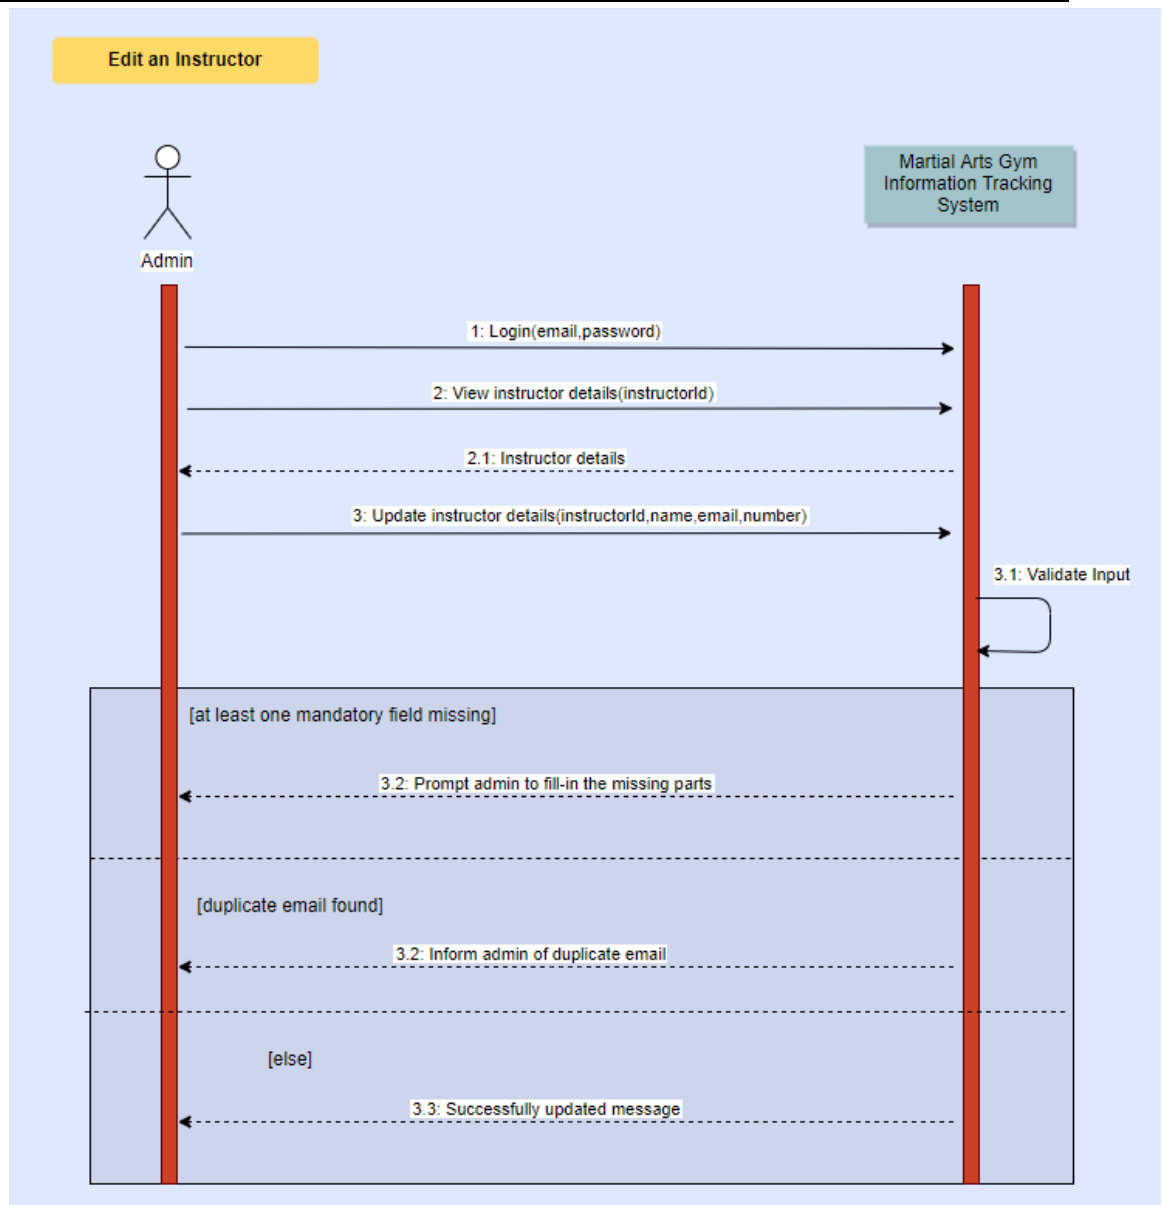 Edit an Instructor
Martial Arts Gym
Information Tracking
System
Admin
1: Login(email,password)
2: View instructor details(instructorId)
2.1: Instructor details
3: Update instructor details(instructorId,name,email,number)
3.1: Validate Input
[at least one mandatory field missing]
3.2: Prompt admin to fill-in the missing parts
[duplicate email found]
3.2: Inform admin of duplicate email
[else]
3.3: Successfully updated message